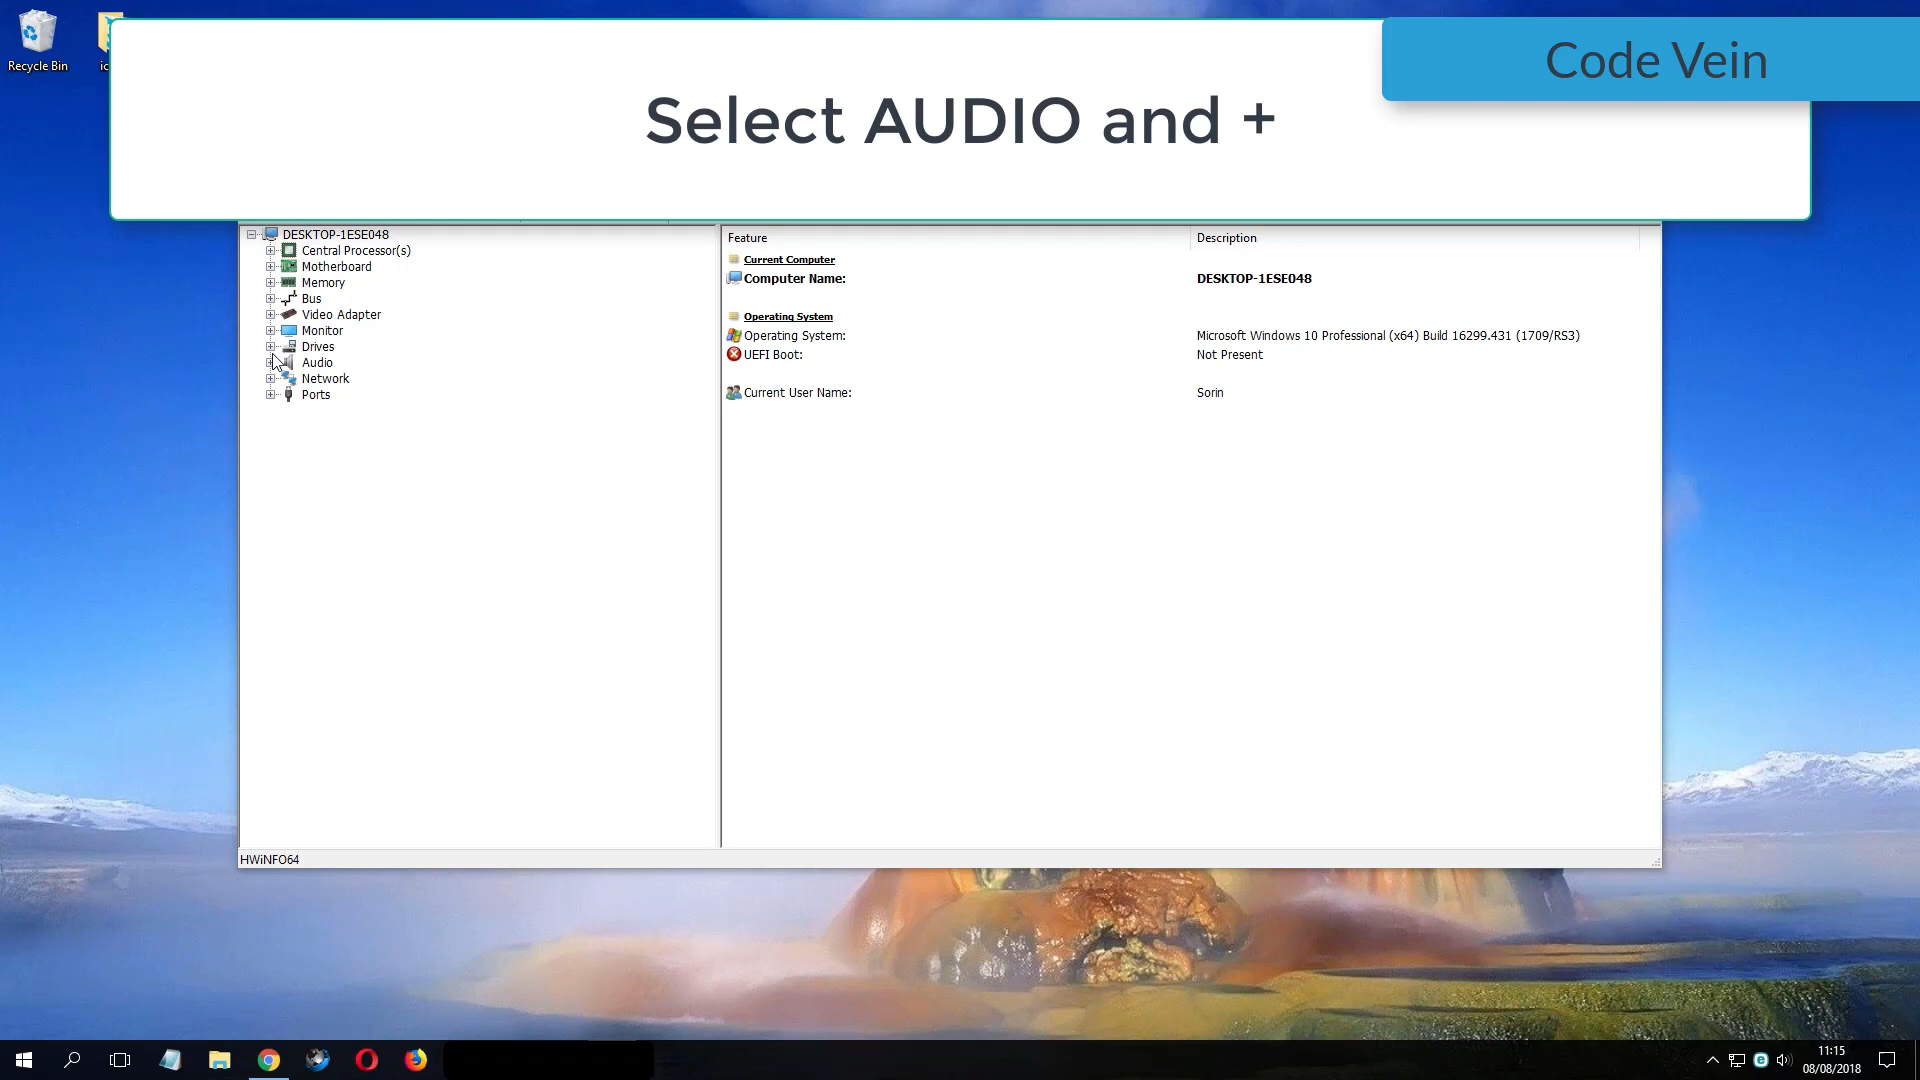 Recycle Bin
ic
Code Vein
Select AUDIO and +
DESKTOP-1ESE048
Central Processor(s)
Motherboard
Memory
Bus
Video Adapter
Monitor
Drives
Audio
Network
Ports
Feature
Description
Current Computer
Computer Name:
DESKTOP-1ESE048
Operating System
Operating System:
Microsoft Windows 10 Professional (x64) Build 16299.431 (1709/RS3)
UEFI Boot:
Not Present
Current User Name:
Sorin
HWiNFO64
11:15
08/08/2018